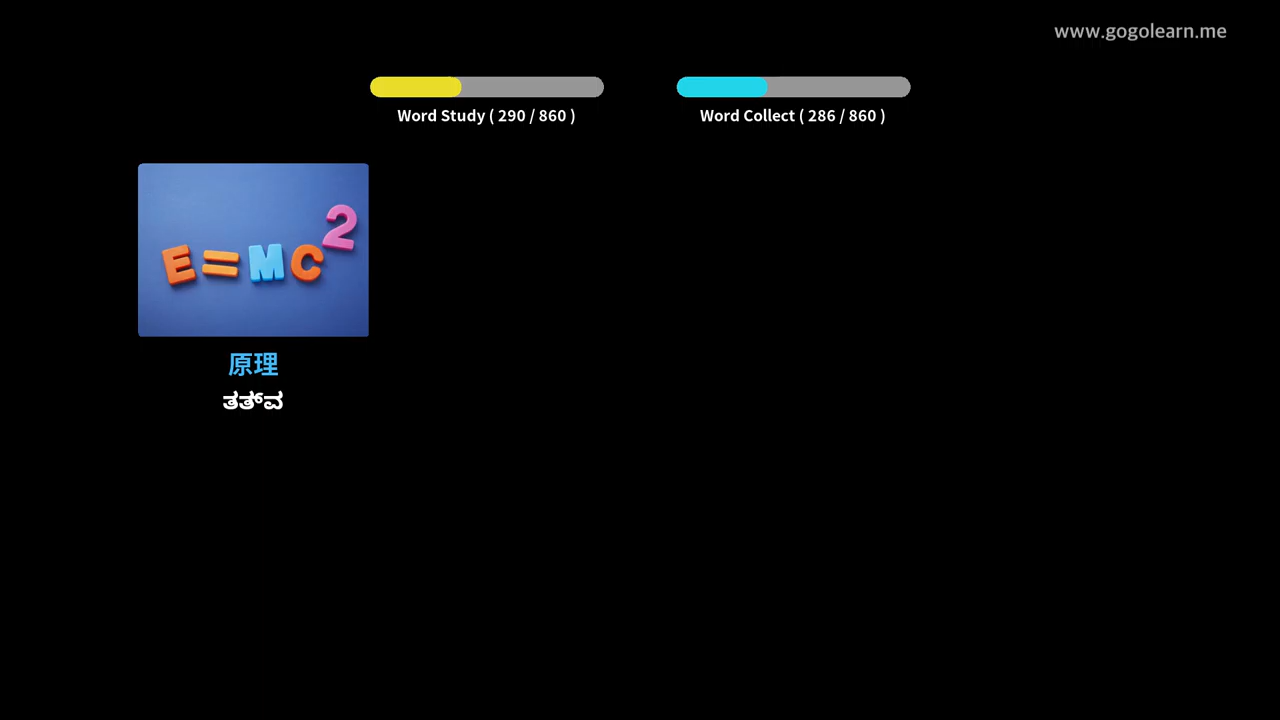 www.gogolearn.me
Word Study ( 290 / 860 )
Word Collect ( 286 / 860 )
E=MC²
原理
ತತ್ವ